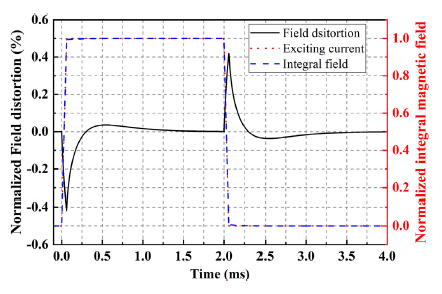 Normalized Field distortion (%)
0.6
0.4
0.2
0.0
-0.2
-0.4
-0.6
Field dsitortion
Exciting current
Integral field
1.0
0.8
0.6
0.4
0.2
0.0
Normalized integral magnetic field
0.0 0.5 1.0 1.5 2.0 2.5 3.0 3.5 4.0
Time (ms)